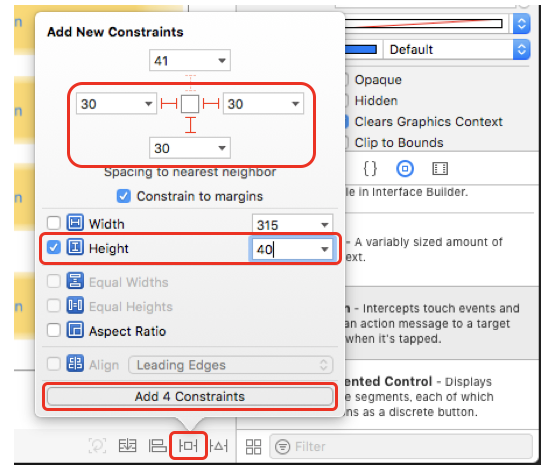 Add New Constraints
41
30
30
30
Spacing to nearest neighbor
Constrain to margins
Width
315
Height
40
Equal Widths
Equal Heights
Aspect Ratio
Align
Leading Edges
Add 4 Constraints
n
n
n
n
Default
Opaque
Hidden
Clears Graphics Context
Clip to Bounds
{}
le in Interface Builder.
- A variably sized amount of
ext.
n - Intercepts touch events and
an action message to a target
when it's tapped.
ented Control - Displays
e segments, each of which
ns as a discrete button.
Filter